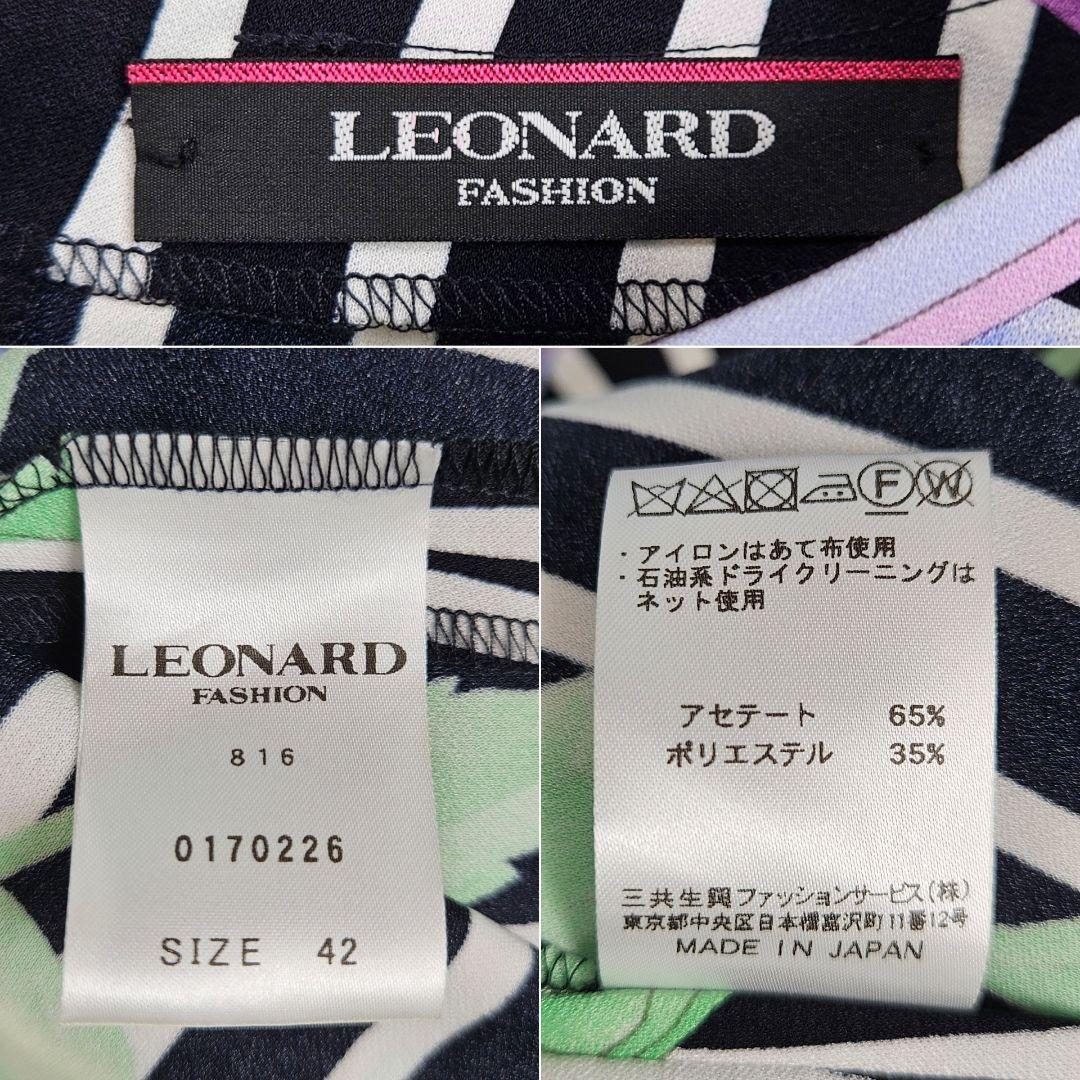 LEONARD
FASHION
LEONARD
FASHION
816
0170226
SIZE 42
F W
・アイロンはあて布使用
・石油系ドライクリーニングは
ネット使用
アセテート 65%
ポリエステル 35%
三共生興ファッションサービス(株)
東京都中央区日本橋富沢町11番12号
MADE IN JAPAN